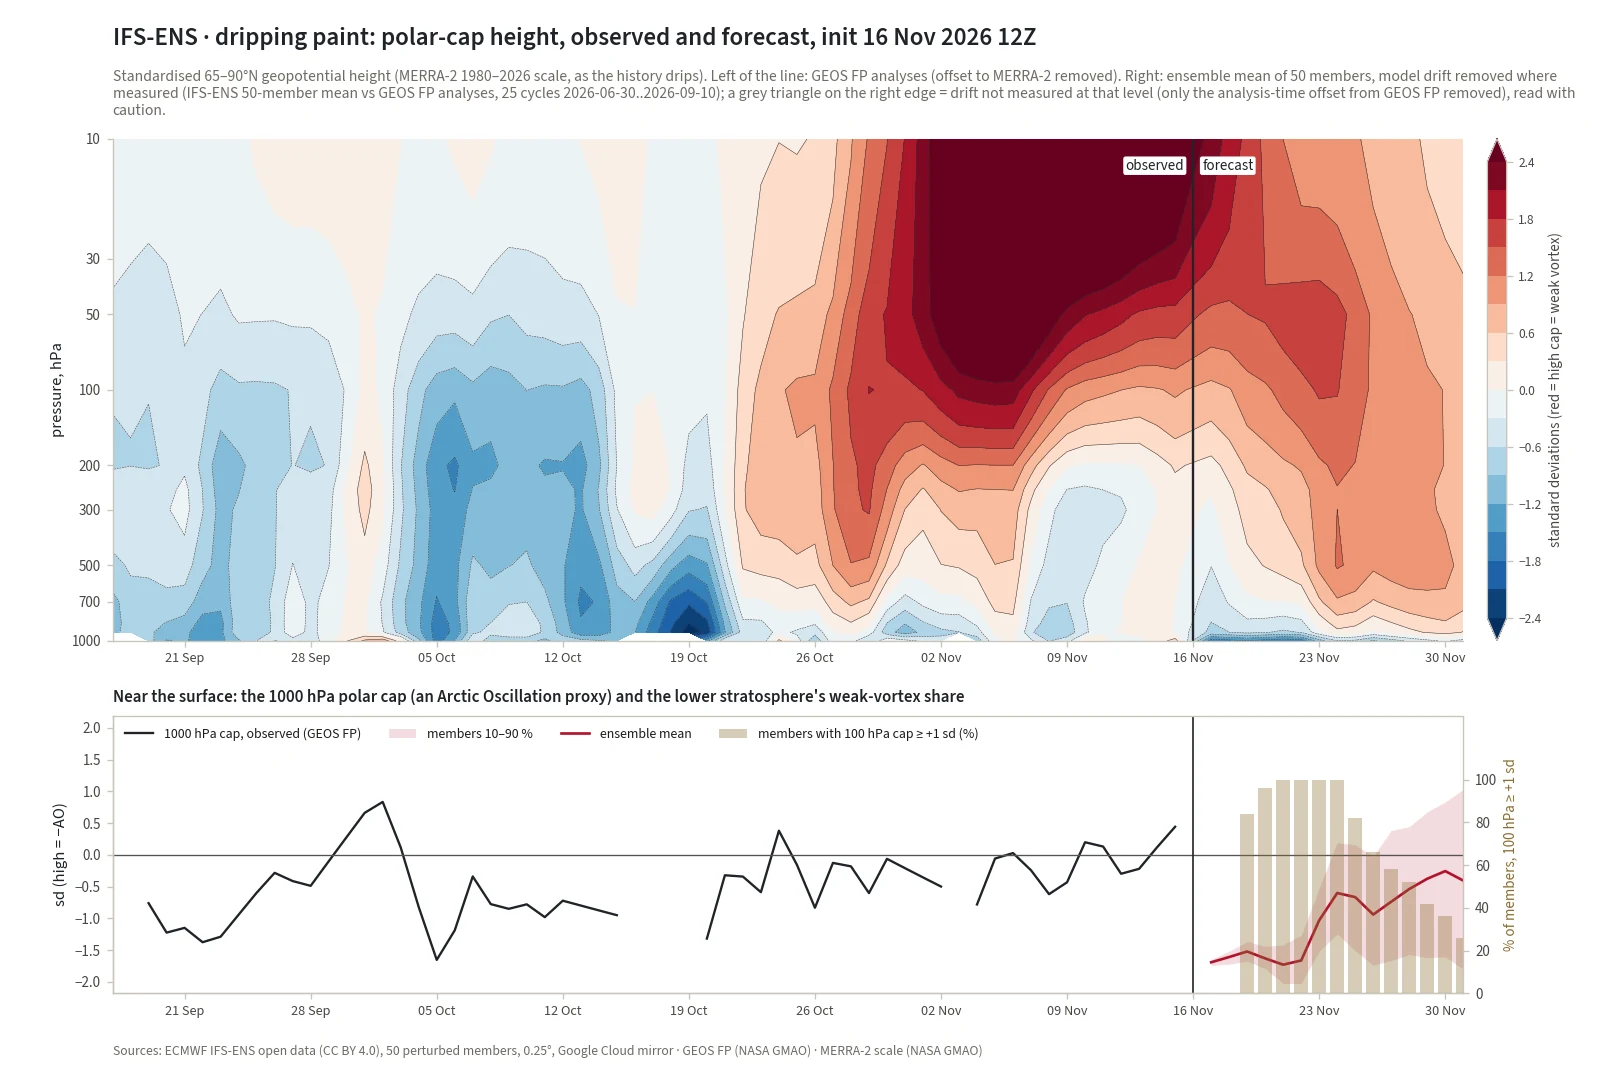 IFS-ENS · dripping paint: polar-cap height, observed and forecast, init 16 Nov 2026 12Z
Standardised 65–90°N geopotential height (MERRA-2 1980–2026 scale, as the history drips). Left of the line: GEOS FP analyses (offset to MERRA-2 removed). Right: ensemble mean of 50 members, model drift removed where
measured (IFS-ENS 50-member mean vs GEOS FP analyses, 25 cycles 2026-06-30..2026-09-10); a grey triangle on the right edge = drift not measured at that level (only the analysis-time offset from GEOS FP removed), read with
caution.
observed
forecast
pressure, hPa
10
30
50
100
200
300
500
700
1000
21 Sep
28 Sep
05 Oct
12 Oct
19 Oct
26 Oct
02 Nov
09 Nov
16 Nov
23 Nov
30 Nov
2.4
1.8
1.2
0.6
0.0
−0.6
−1.2
−1.8
−2.4
standard deviations (red = high cap = weak vortex)
Near the surface: the 1000 hPa polar cap (an Arctic Oscillation proxy) and the lower stratosphere's weak-vortex share
1000 hPa cap, observed (GEOS FP)
members 10–90 %
ensemble mean
members with 100 hPa cap ≥ +1 sd (%)
sd (high = −AO)
2.0
1.5
1.0
0.5
0.0
−0.5
−1.0
−1.5
−2.0
100
80
60
40
20
0
% of members, 100 hPa ≥ +1 sd
21 Sep
28 Sep
05 Oct
12 Oct
19 Oct
26 Oct
02 Nov
09 Nov
16 Nov
23 Nov
30 Nov
Sources: ECMWF IFS-ENS open data (CC BY 4.0), 50 perturbed members, 0.25°, Google Cloud mirror · GEOS FP (NASA GMAO) · MERRA-2 scale (NASA GMAO)